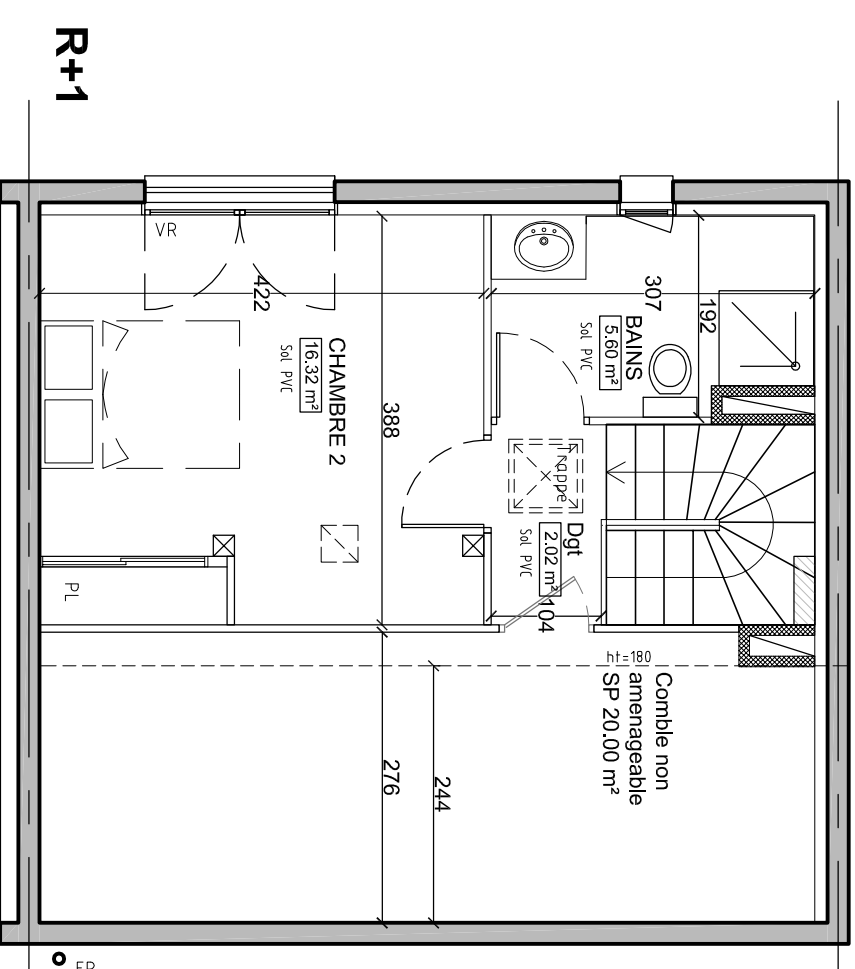 R+1
VR
422
307
192
BAINS
5.60 m²
Sol PVC
CHAMBRE 2
16.32 m²
Sol PVC
388
Trappe
Dgt
2.02 m²
Sol PVC
104
PL
ht=180
Comble non
amenageable
SP 20.00 m²
276
244
EP